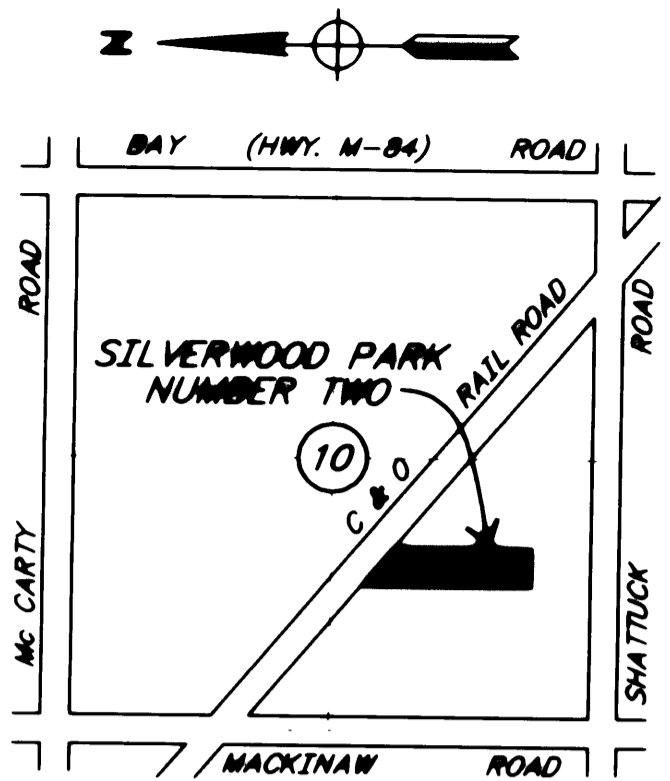 N
BAY (HWY. M-84) ROAD
ROAD
SILVERWOOD PARK
NUMBER TWO
RAIL ROAD
ROAD
10
C & O
Mc CARTY
SHATTUCK
MACKINAW ROAD